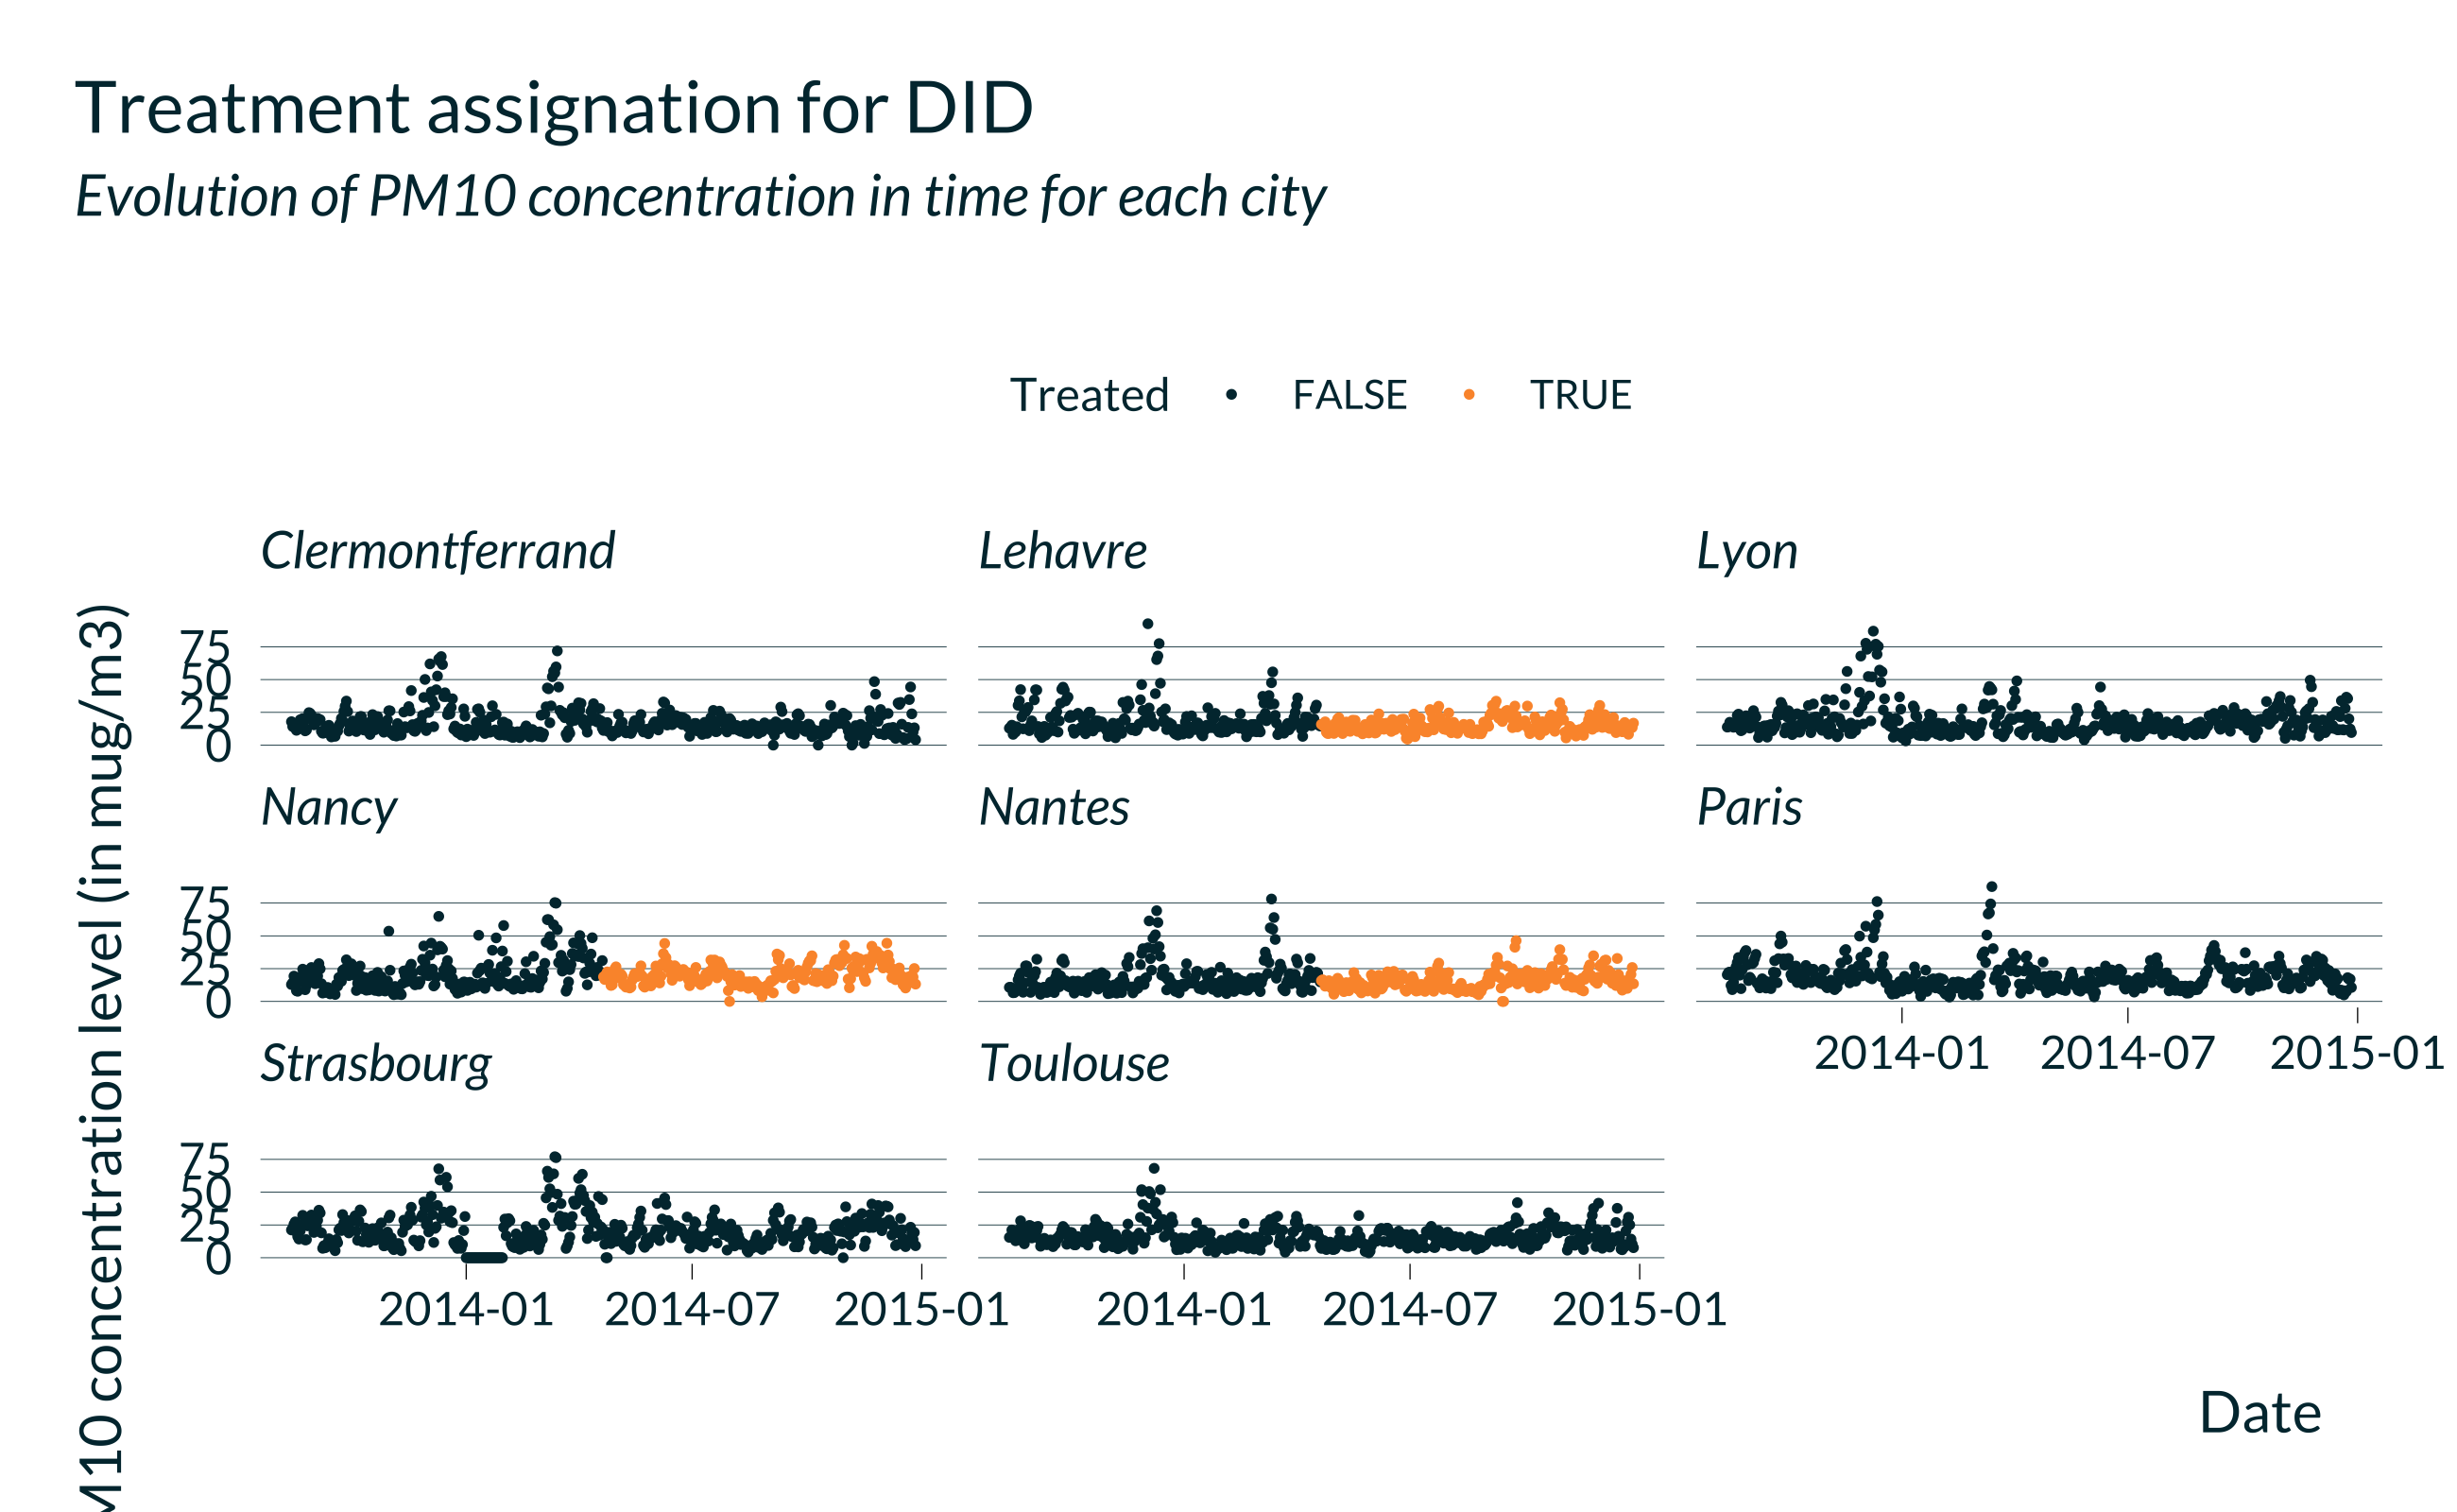 Treatment assignation for DID
Evolution of PM10 concentration in time for each city
Treated FALSE TRUE
M10 concentration level (in mug/m3)
Clermontferrand Lehavre Lyon
75
50
25
0
Nancy Nantes Paris
75
50
25
0
2014-01 2014-07 2015-01
Strasbourg Toulouse
75
50
25
0
2014-01 2014-07 2015-01 2014-01 2014-07 2015-01
Date